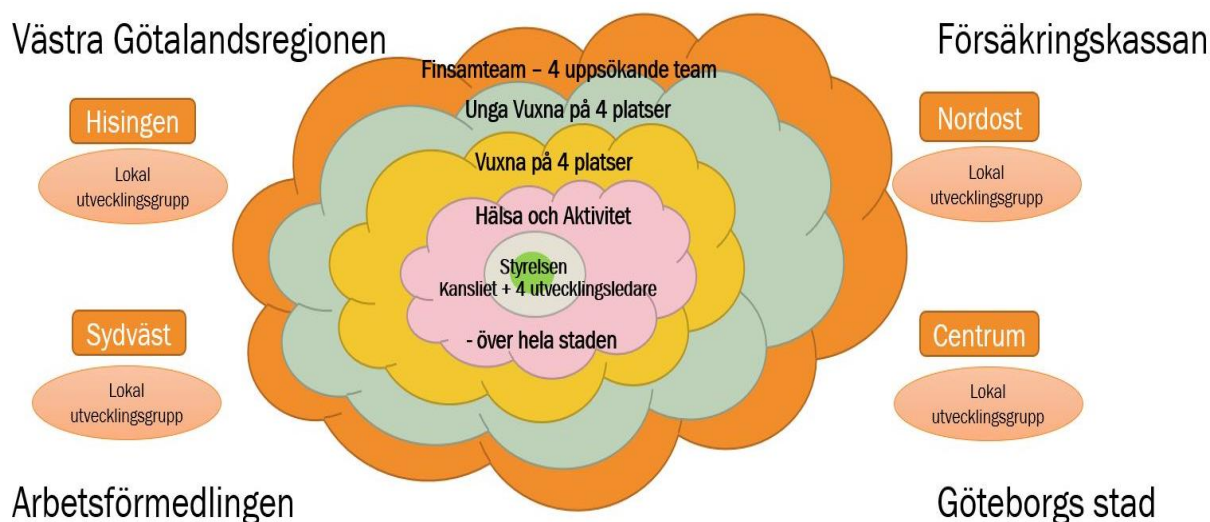 Västra Götalandsregionen
Försäkringskassan
Finsamteam – 4 uppsökande team
Unga Vuxna på 4 platser
Vuxna på 4 platser
Hälsa och Aktivitet
Styrelsen
Kansliet + 4 utvecklingsledare
- över hela staden
Hisingen
Lokal
utvecklingsgrupp
Nordost
Lokal
utvecklingsgrupp
Sydväst
Lokal
utvecklingsgrupp
Centrum
Lokal
utvecklingsgrupp
Arbetsförmedlingen
Göteborgs stad